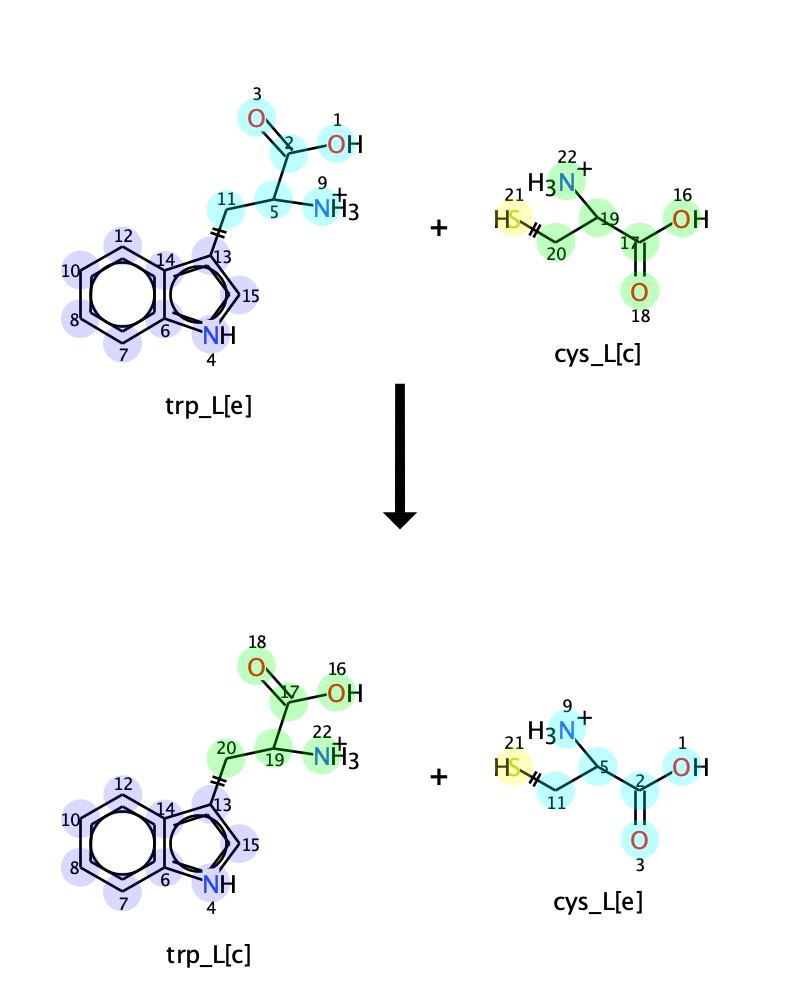 3
1
O
2
OH
22
+
9
+
H3N
16
21
11
NH3
HS
OH
5
19
12
+
17
13
20
14
10
15
O
8
6
18
7
NH
4
cys_L[c]
trp_L[e]
18
16
O
17
OH
9
+
22
+
H3N
1
20
NH3
21
HS
OH
19
5
12
+
2
13
11
14
10
15
O
8
6
3
7
NH
4
cys_L[e]
trp_L[c]